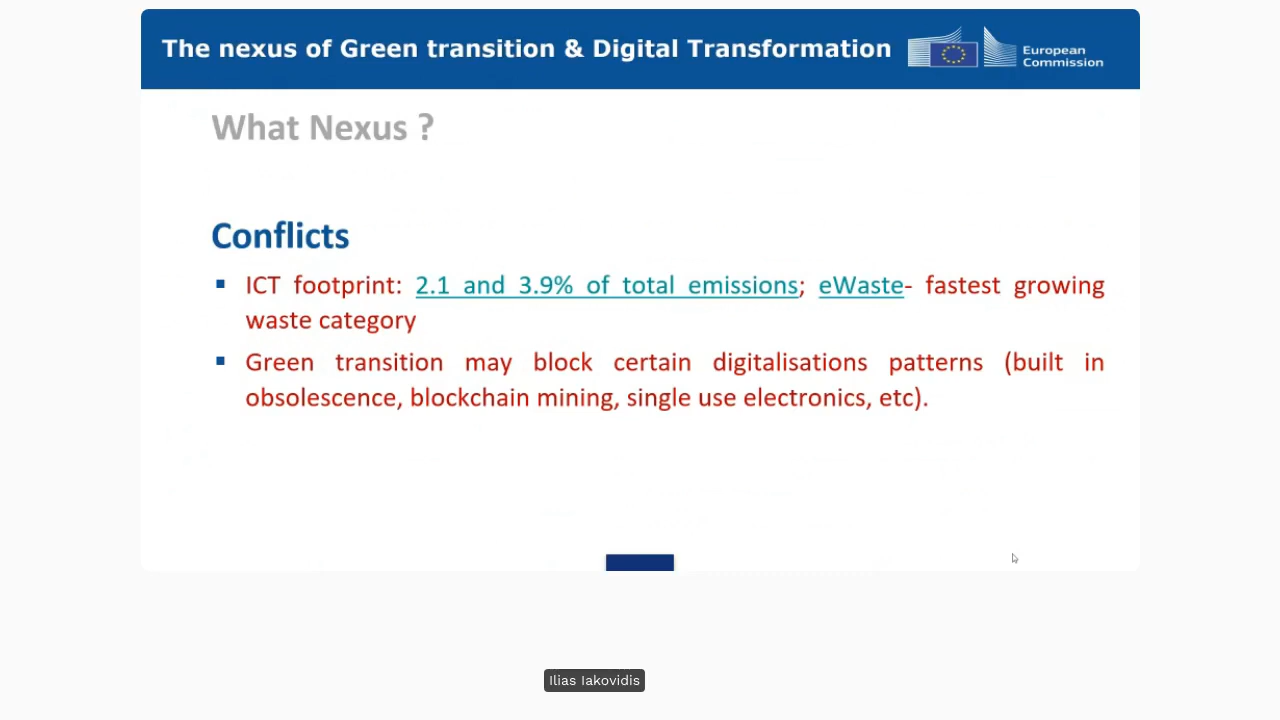 The nexus of Green transition & Digital Transformation
European
Commission
What Nexus ?
Conflicts
▪ ICT footprint: 2.1 and 3.9% of total emissions; eWaste- fastest growing
waste category
▪ Green transition may block certain digitalisations patterns (built in
obsolescence, blockchain mining, single use electronics, etc).
Ilias Iakovidis